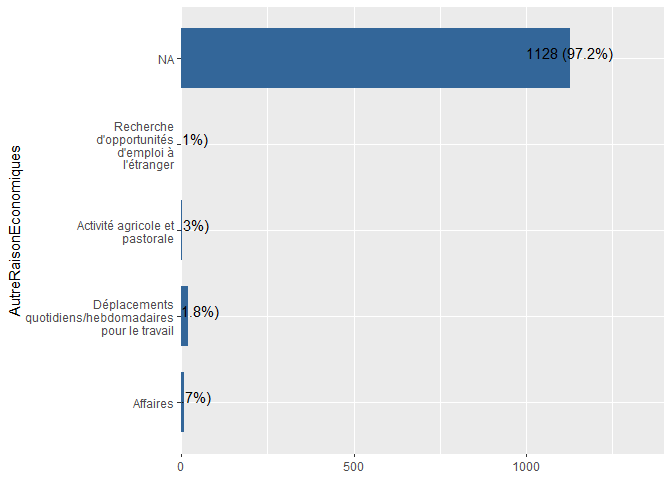 AutreRaisonEconomiques
NA
1128 (97.2%)
Recherche
d'opportunités
d'emploi à
l'étranger
1%)
Activité agricole et
pastorale
3%)
Déplacements
quotidiens/hebdomadaires
pour le travail
1.8%)
Affaires
7%)
0
500
1000